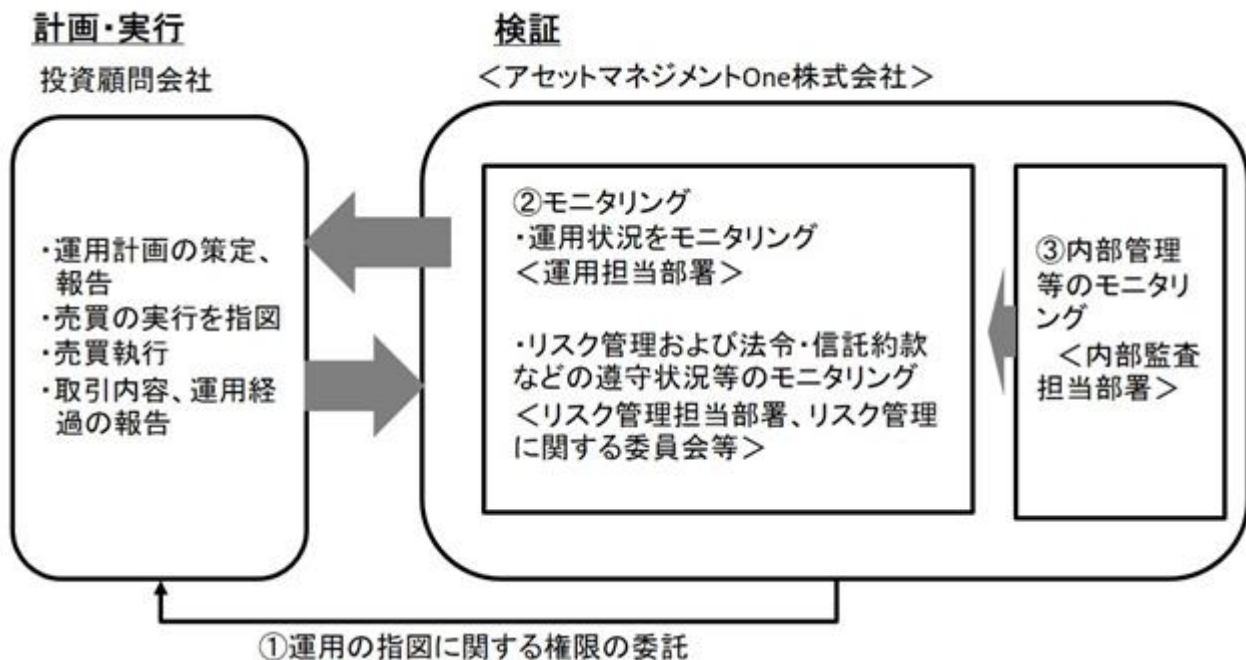 計画・実行
投資顧問会社
・運用計画の策定、
報告
・売買の実行を指図
・売買執行
・取引内容、運用経
過の報告
検証
＜アセットマネジメントOne株式会社＞
②モニタリング
・運用状況をモニタリング
＜運用担当部署＞
・リスク管理および法令・信託約款
などの遵守状況等のモニタリング
＜リスク管理担当部署、リスク管理
に関する委員会等＞
③内部管理
等のモニタリ
ング
＜内部監査
担当部署＞
①運用の指図に関する権限の委託